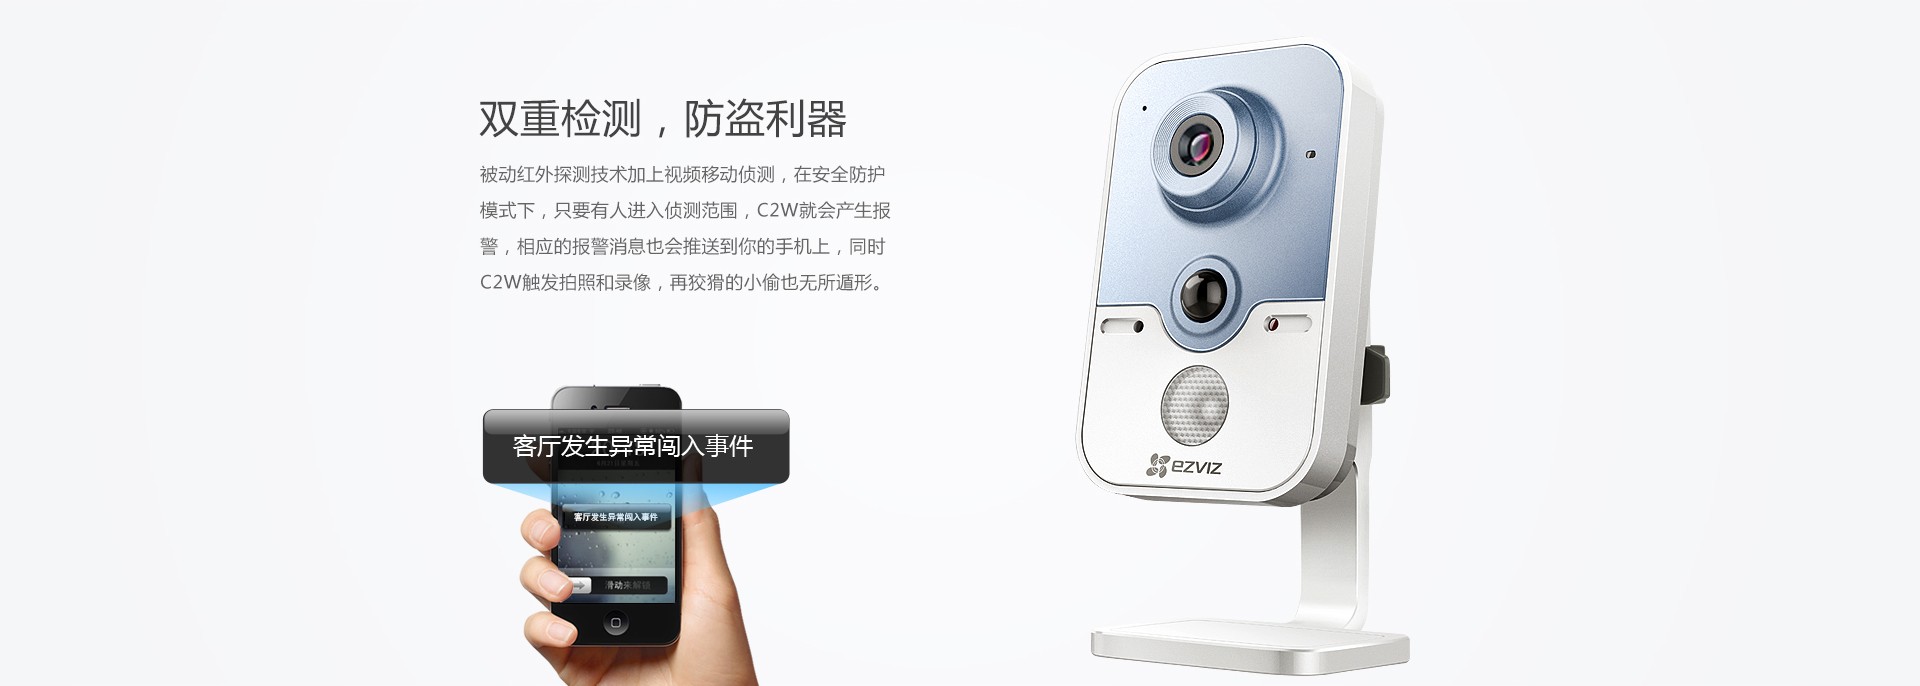 双重检测，防盗利器
被动红外探测技术加上视频移动侦测，在安全防护
模式下，只要有人进入侦测范围，C2W就会产生报
警，相应的报警消息也会推送到你的手机上，同时
C2W触发拍照和录像，再狡猾的小偷也无所遁形。
客厅发生异常闯入事件
客厅发生异常闯入事件
滑动来解锁
ezviz